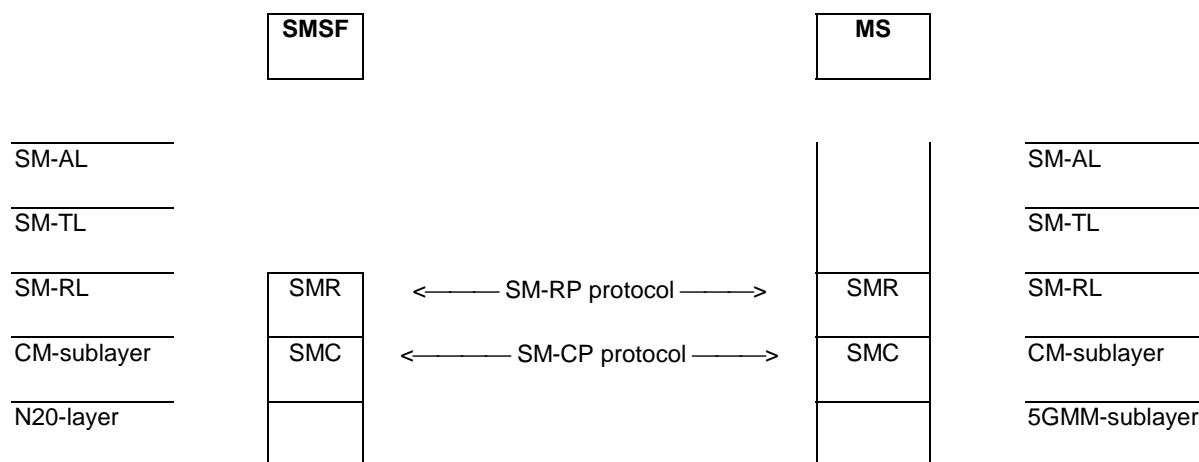 SMSF MS
SM-AL SM-AL
SM-TL SM-TL
SM-RL SMR <——— SM-RP protocol ———> SMR SM-RL
CM-sublayer SMC <———— SM-CP protocol ———> SMC CM-sublayer
N20-layer 5GMM-sublayer